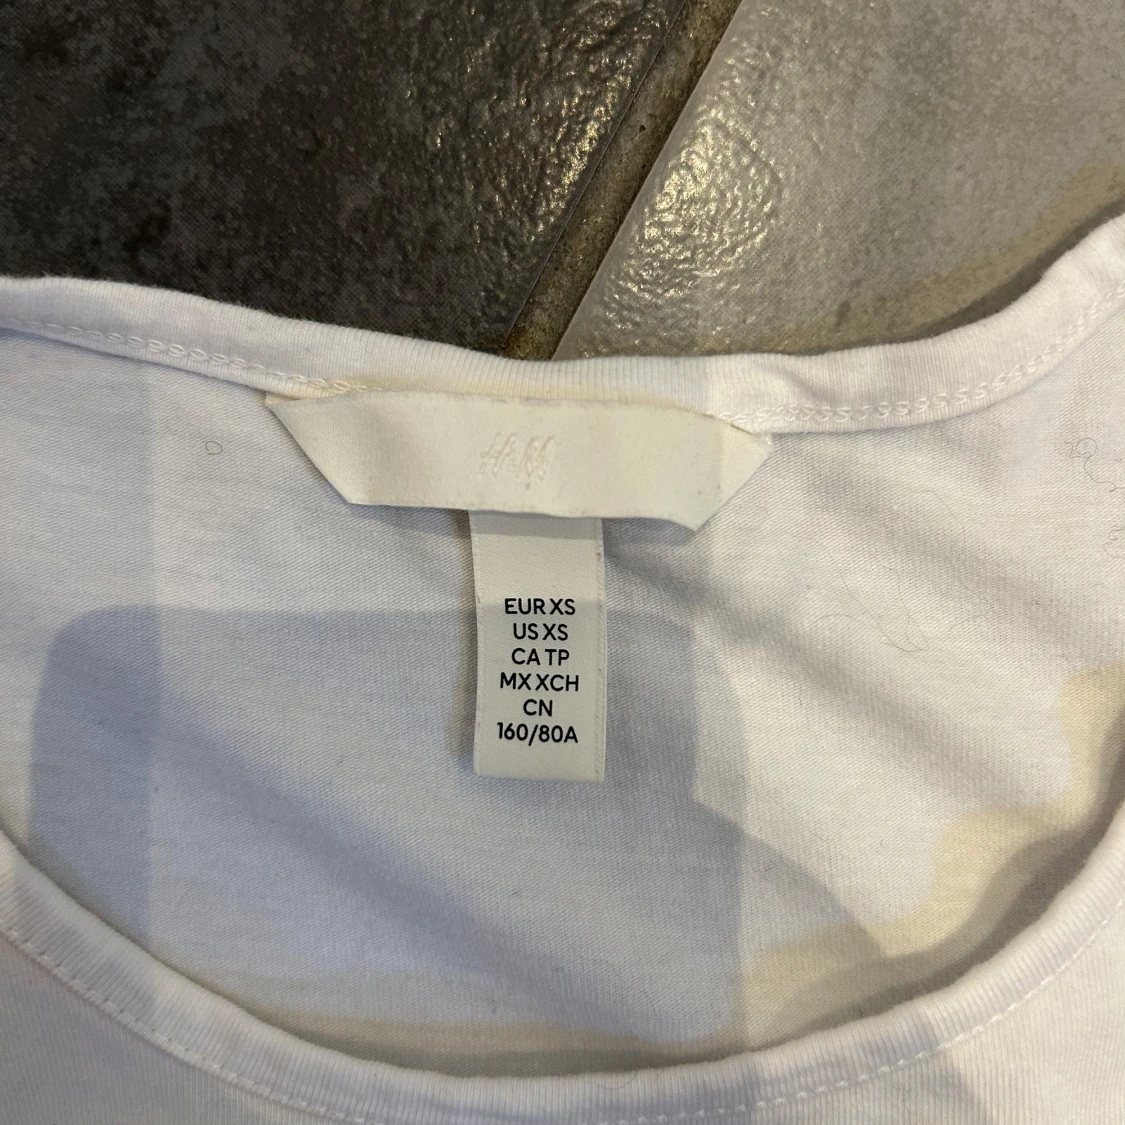 H&M
EUR XS
US XS
CA TP
MX XCH
CN
160/80A